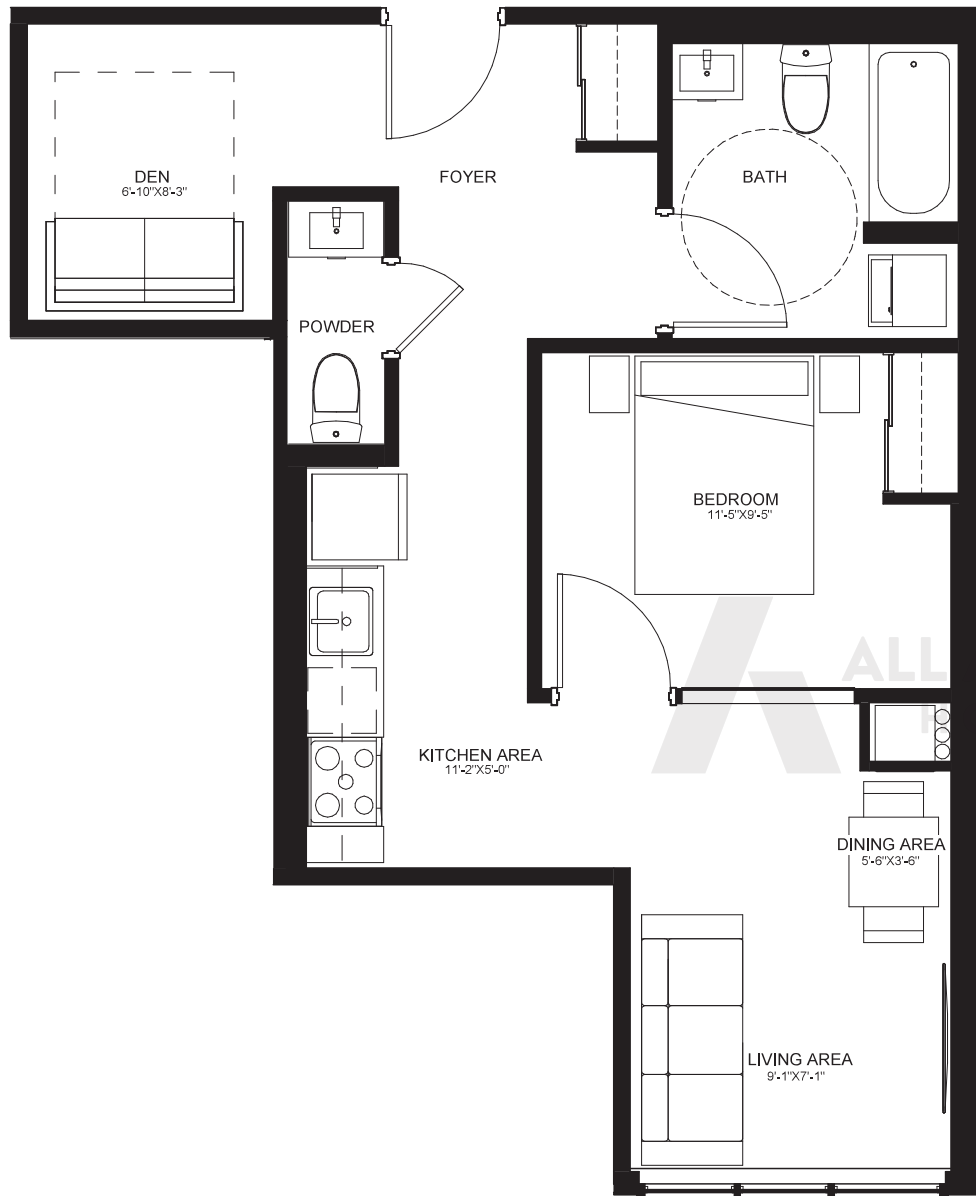 DEN
6'-10"X8'-3"
FOYER
BATH
POWDER
BEDROOM
11'-5"X9'-5"
ALL
KITCHEN AREA
11'-2"X5'-0"
DINING AREA
5'-6"X3'-6"
LIVING AREA
9'-1"X7'-1"